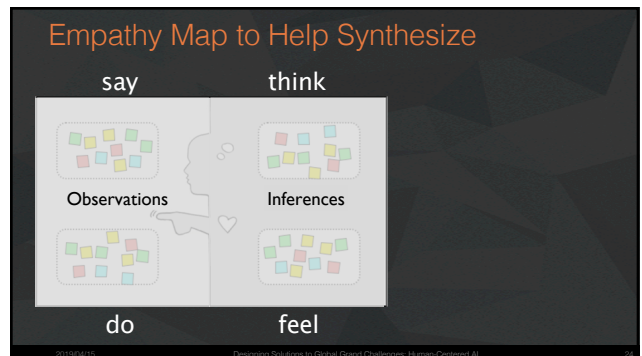 Empathy Map to Help Synthesize
say think
Observations Inferences
do feel
2019/04/15 Designing Solutions to Global Grand Challenges: Human-Centered AI 24